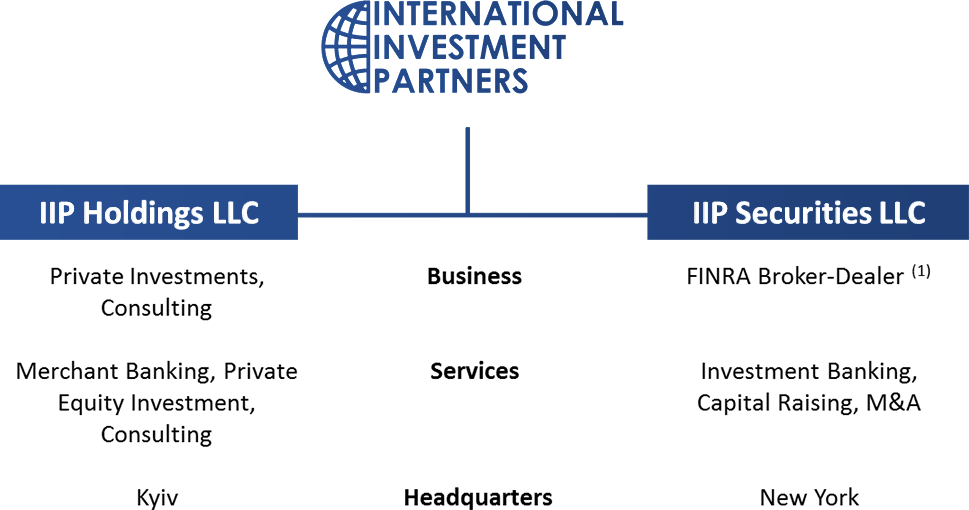 INTERNATIONAL
INVESTMENT
PARTNERS
IIP Holdings LLC
IIP Securities LLC
Private Investments,
Consulting
Business
FINRA Broker-Dealer (1)
Merchant Banking, Private
Equity Investment,
Consulting
Services
Investment Banking,
Capital Raising, M&A
Kyiv
Headquarters
New York